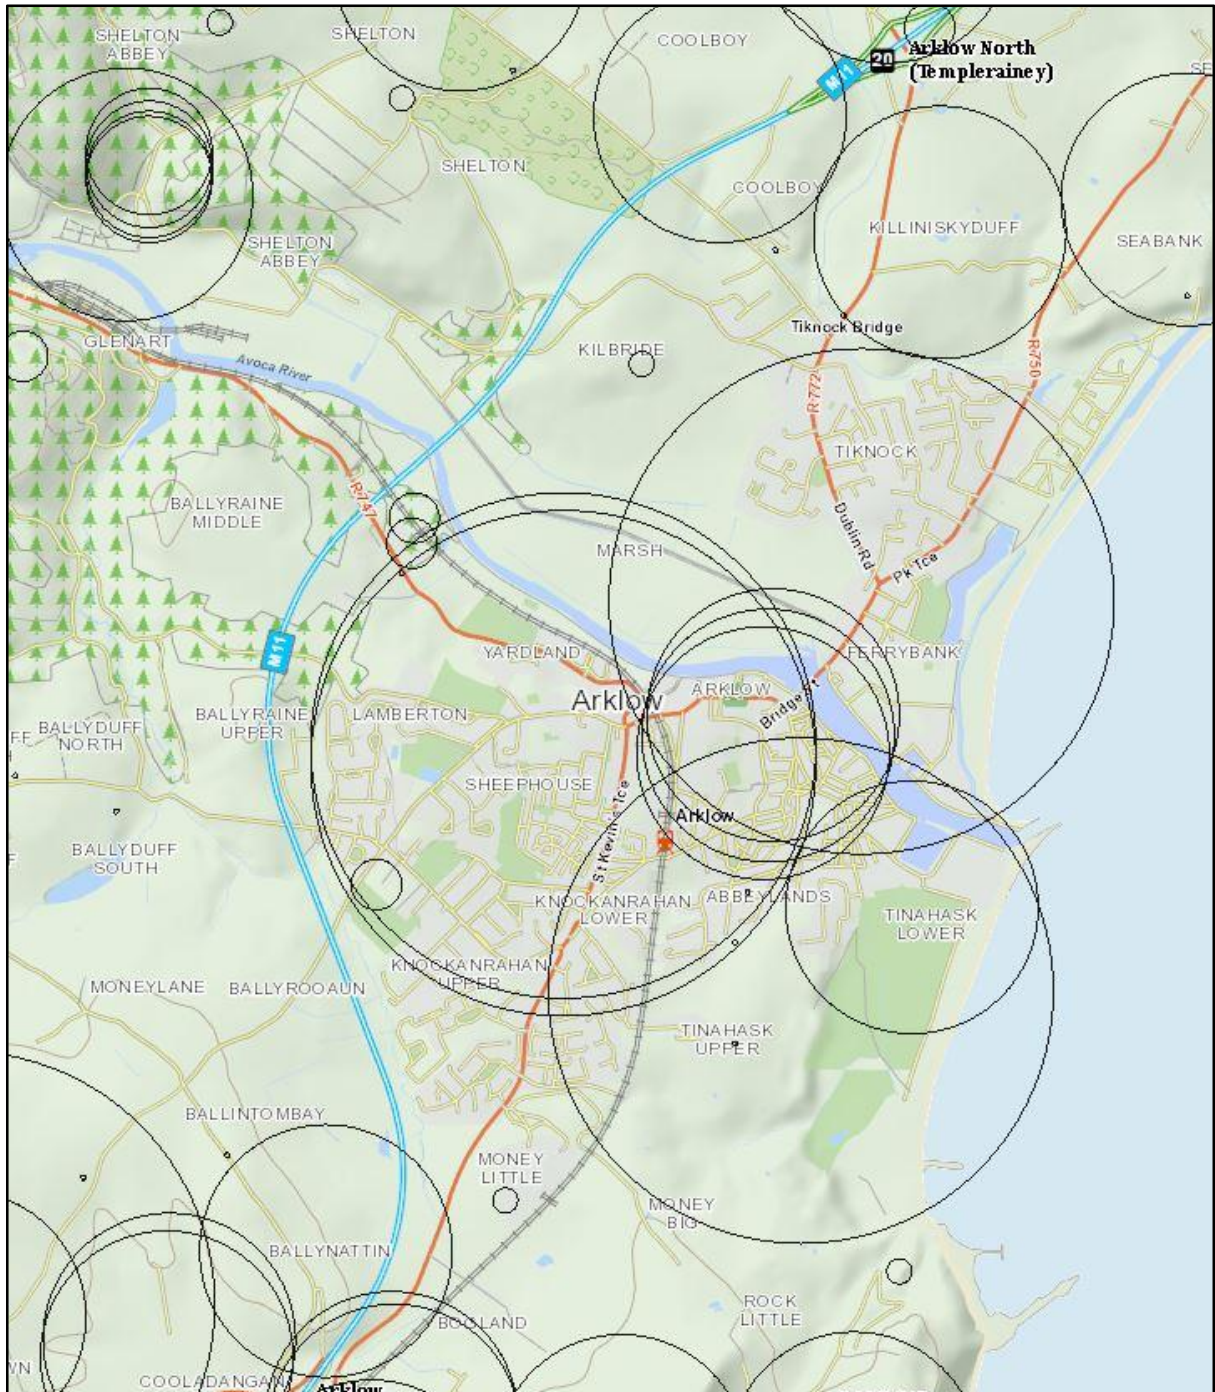 SHELTON
ABBEY
SHELTON
COOLBOY
20
Arklow North
(Templerainey)
M11
SHELTON
COOLBOY
KILLINISKYDUFF
SEABANK
SHELTON
ABBEY
Tiknock Bridge
GLENART
Avoca River
KILBRIDE
R750
R772
TIKNOCK
R747
BALLYRAINE
MIDDLE
Dublin Rd
MARSH
Pk Tce
M11
YARDLAND
FERRYBANK
Arklow
ARKLOW
Bridge St
BALLYRAINE
UPPER
LAMBERTON
BALLYDUFF
NORTH
SHEEPHOUSE
Arklow
St Kevin's Tce
BALLYDUFF
SOUTH
KNOCKANRAHAN
LOWER
ABBEYLANDS
TINAHASK
LOWER
KNOCKANRAHAN
UPPER
MONEYLANE
BALLYROOAUN
TINAHASK
UPPER
BALLINTOMBAY
MONEY
LITTLE
MONEY
BIG
BALLYNATTIN
ROCK
LITTLE
BOGLAND
COOLADANGAN
Arklow